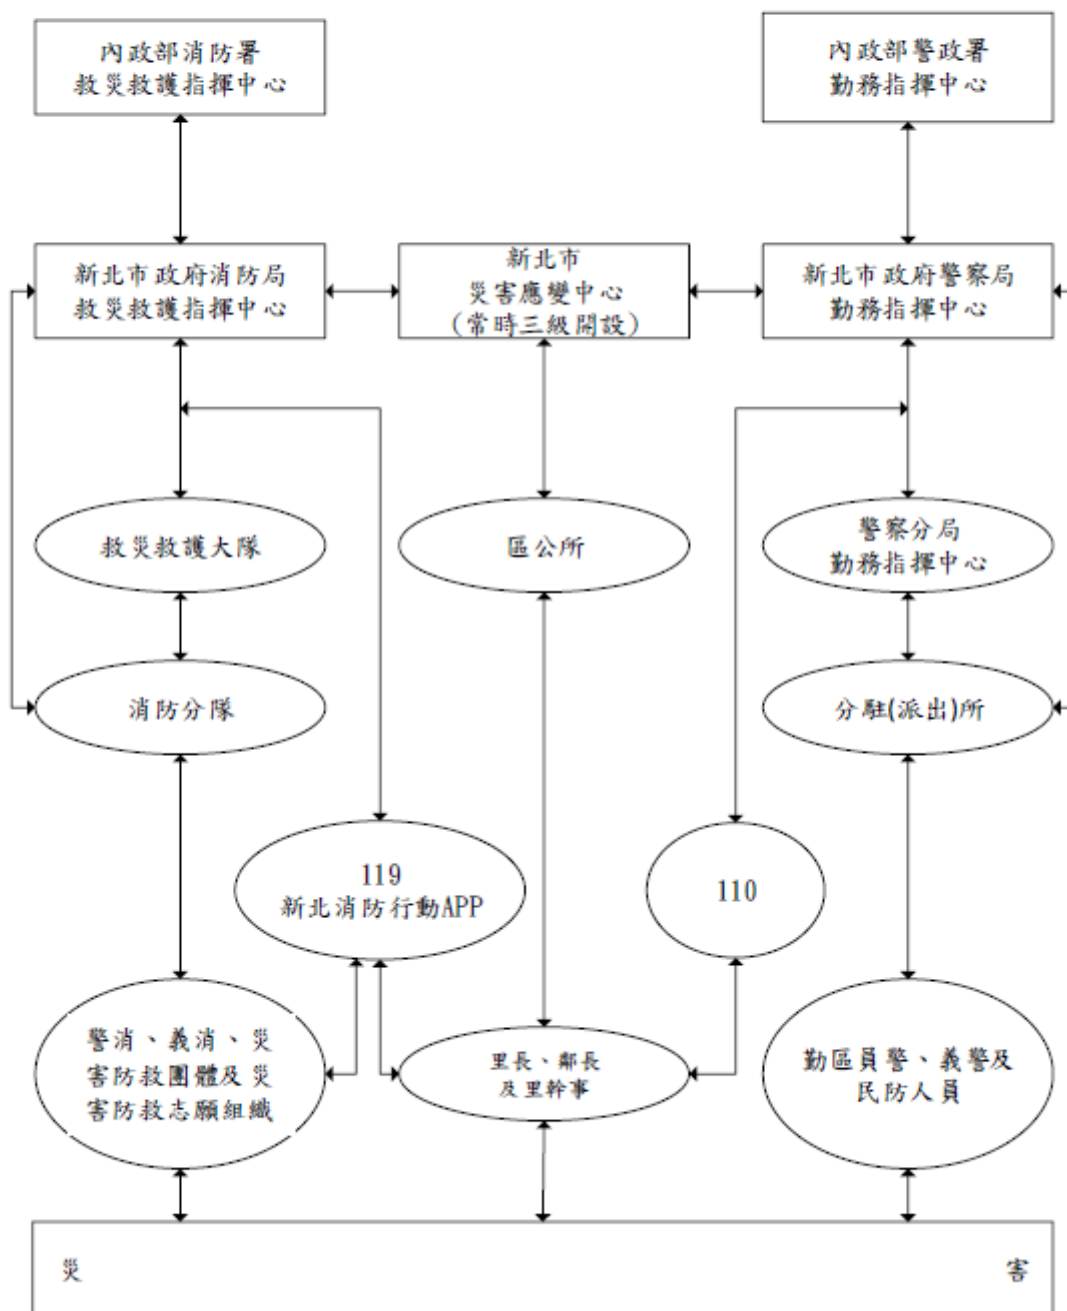 內政部消防署
救災救護指揮中心
內政部警政署
勤務指揮中心
新北市政府消防局
救災救護指揮中心
新北市
災害應變中心
(常時三級開設)
新北市政府警察局
勤務指揮中心
救災救護大隊
區公所
警察分局
勤務指揮中心
消防分隊
分駐(派出)所
119
新北消防行動APP
110
警消、義消、災
害防救團體及災
害防救志願組織
里長、鄰長
及里幹事
勤區員警、義警及
民防人員
災 害